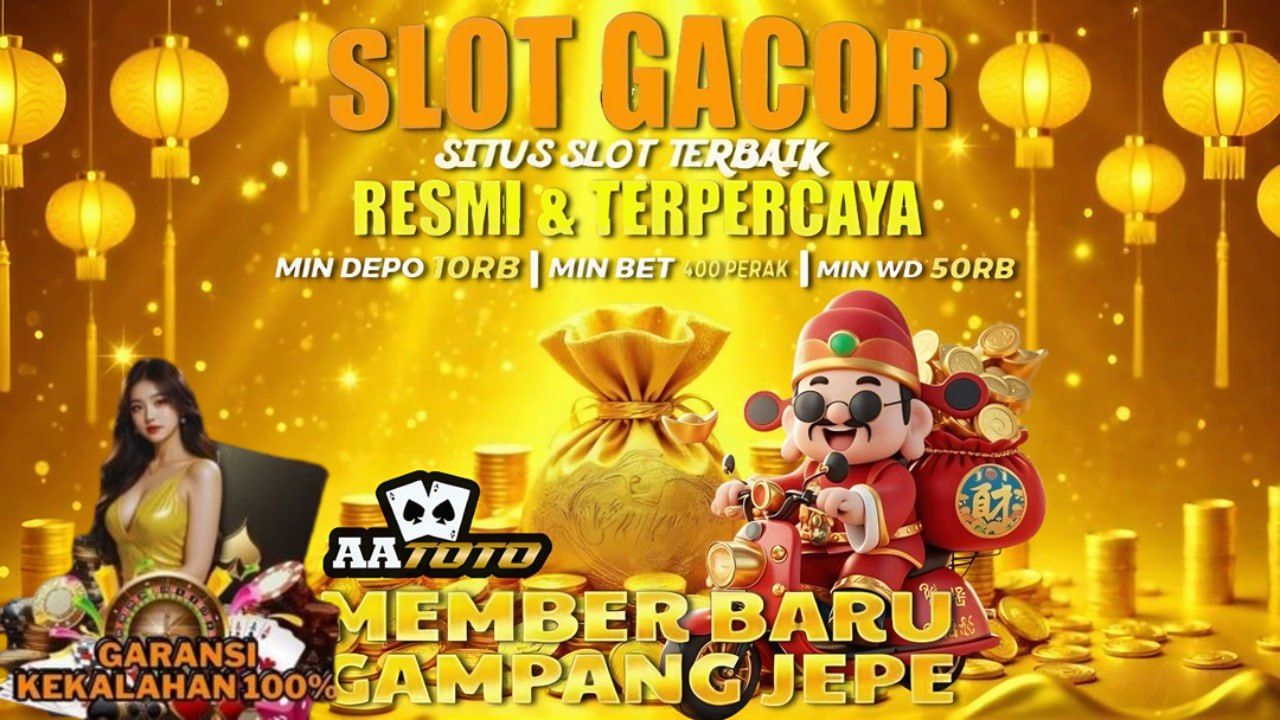 SLOT GACOR
SITUS SLOT TERBAIK
RESMI & TERPERCAYA
MIN DEPO 10RB | MIN BET 400 PERAK | MIN WD 50RB
財
AATOTO
MEMBER BARU
GAMPANG JEPE
GARANSI
KEKALAHAN 100%